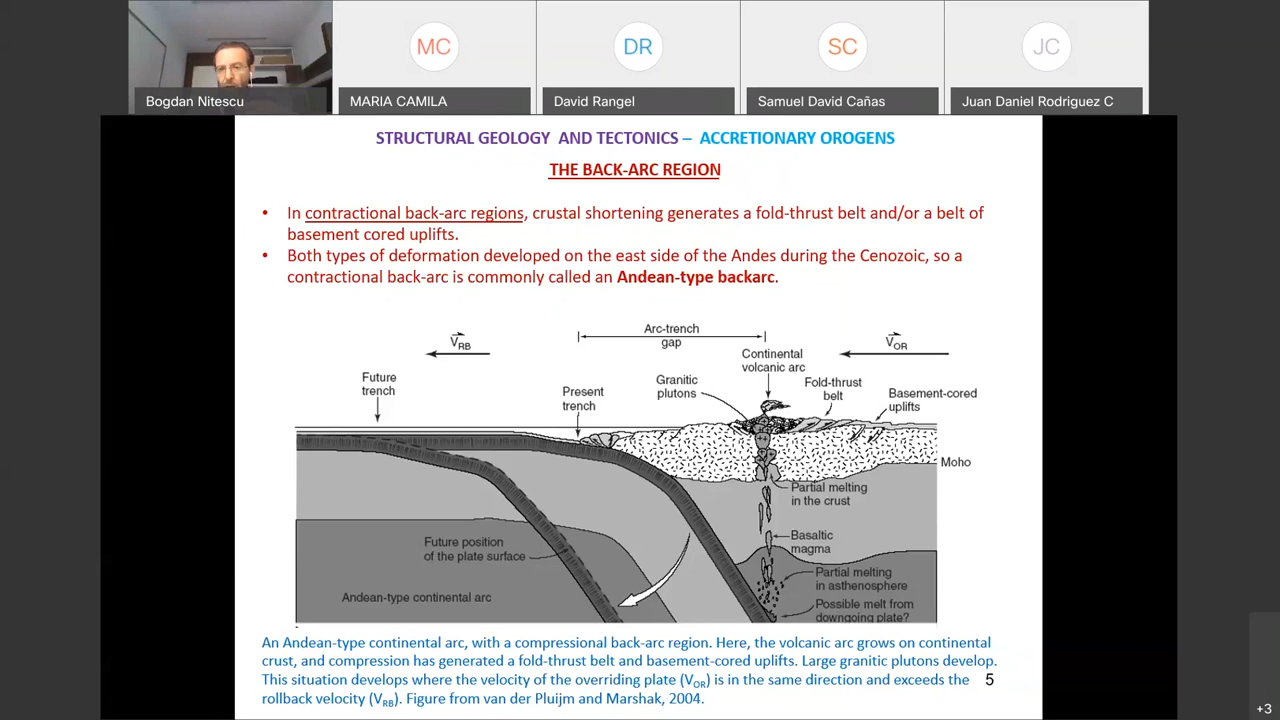 MC
DR
SC
JC
Bogdan Nitescu
MARIA CAMILA
David Rangel
Samuel David Cañas
Juan Daniel Rodriguez C
STRUCTURAL GEOLOGY AND TECTONICS – ACCRETIONARY OROGENS
THE BACK-ARC REGION
• In contractional back-arc regions, crustal shortening generates a fold-thrust belt and/or a belt of
basement cored uplifts.
• Both types of deformation developed on the east side of the Andes during the Cenozoic, so a
contractional back-arc is commonly called an Andean-type backarc.
VRB
Arc-trench
gap
VOR
Continental
volcanic arc
Future
trench
Present
trench
Granitic
plutons
Fold-thrust
belt
Basement-cored
uplifts
Moho
Partial melting
in the crust
Basaltic
magma
Future position
of the plate surface
Partial melting
in asthenosphere
Andean-type continental arc
Possible melt from
downgoing plate?
An Andean-type continental arc, with a compressional back-arc region. Here, the volcanic arc grows on continental
crust, and compression has generated a fold-thrust belt and basement-cored uplifts. Large granitic plutons develop.
This situation develops where the velocity of the overriding plate (VOR) is in the same direction and exceeds the
rollback velocity (VRB). Figure from van der Pluijm and Marshak, 2004.
5
+3